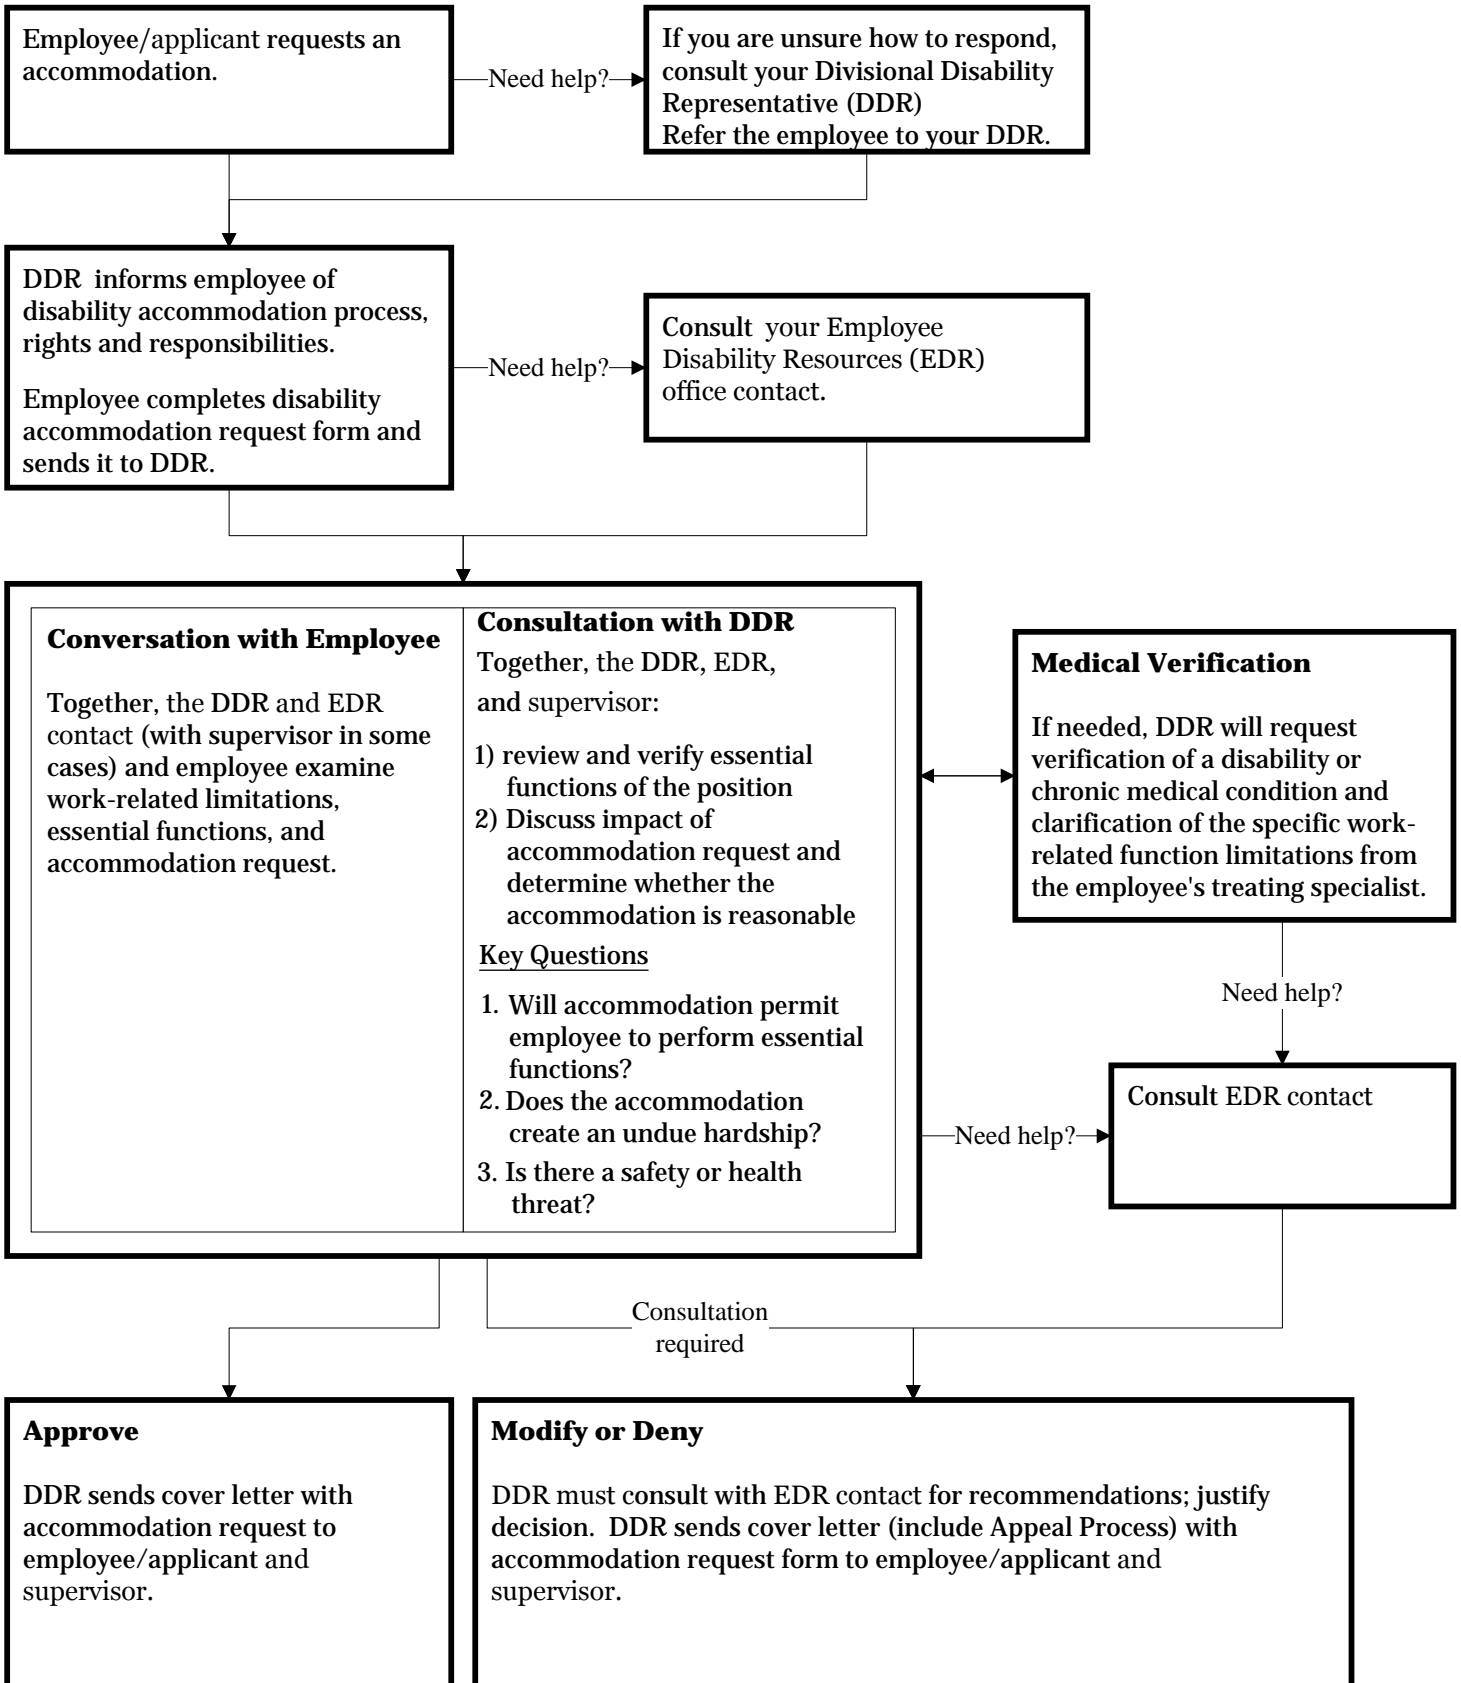 Employee/applicant requests an
accommodation.
Need help?
If you are unsure how to respond,
consult your Divisional Disability
Representative (DDR)
Refer the employee to your DDR.
DDR informs employee of
disability accommodation process,
rights and responsibilities.
Employee completes disability
accommodation request form and
sends it to DDR.
Need help?
Consult your Employee
Disability Resources (EDR)
office contact.
Conversation with Employee
Together, the DDR and EDR
contact (with supervisor in some
cases) and employee examine
work-related limitations,
essential functions, and
accommodation request.
Consultation with DDR
Together, the DDR, EDR,
and supervisor:
1) review and verify essential
functions of the position
2) Discuss impact of
accommodation request and
determine whether the
accommodation is reasonable
Key Questions
1. Will accommodation permit
employee to perform essential
functions?
2. Does the accommodation
create an undue hardship?
3. Is there a safety or health
threat?
Medical Verification
If needed, DDR will request
verification of a disability or
chronic medical condition and
clarification of the specific work-
related function limitations from
the employee's treating specialist.
Need help?
Need help?
Consult EDR contact
Consultation
required
Approve
DDR sends cover letter with
accommodation request to
employee/applicant and
supervisor.
Modify or Deny
DDR must consult with EDR contact for recommendations; justify
decision. DDR sends cover letter (include Appeal Process) with
accommodation request form to employee/applicant and
supervisor.